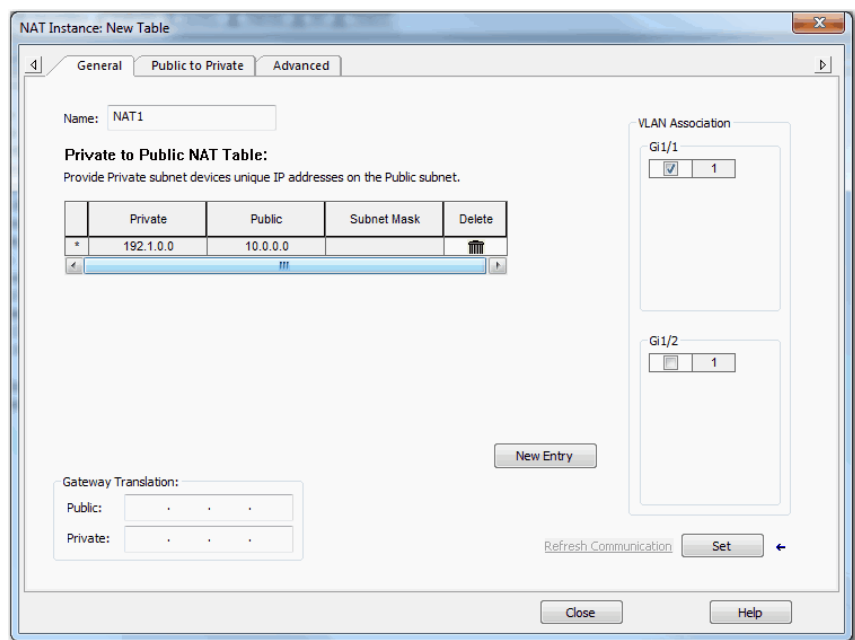 NAT Instance: New Table
General
Public to Private
Advanced
Name: NAT1
Private to Public NAT Table:
Provide Private subnet devices unique IP addresses on the Public subnet.
Private Public Subnet Mask Delete
* 192.1.0.0 10.0.0.0
New Entry
Gateway Translation:
Public: . . .
Private: . . .
VLAN Association
Gi1/1
1
Gi1/2
1
Refresh Communication
Set
Close
Help